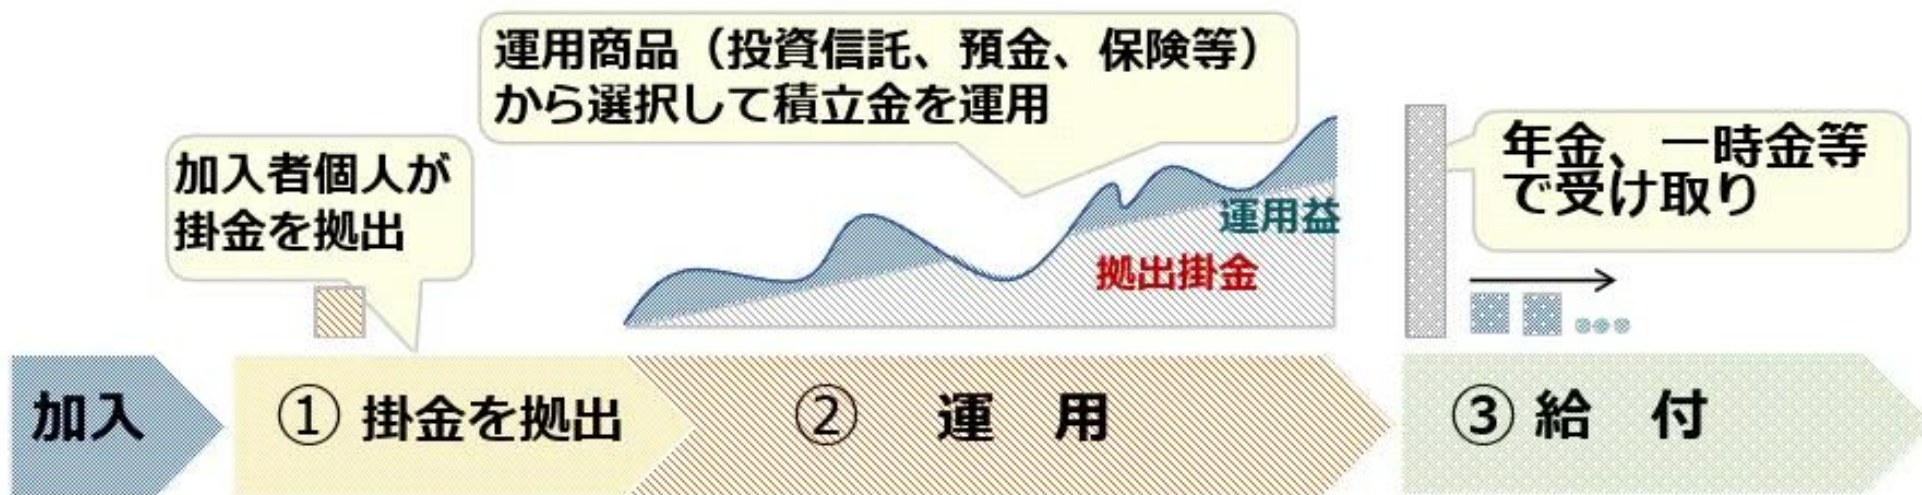 運用商品（投資信託、預金、保険等）
から選択して積立金を運用
加入者個人が
掛金を拠出
年金、一時金等
で受け取り
運用益
拠出掛金
加入
① 掛金を拠出
② 運 用
③ 給 付